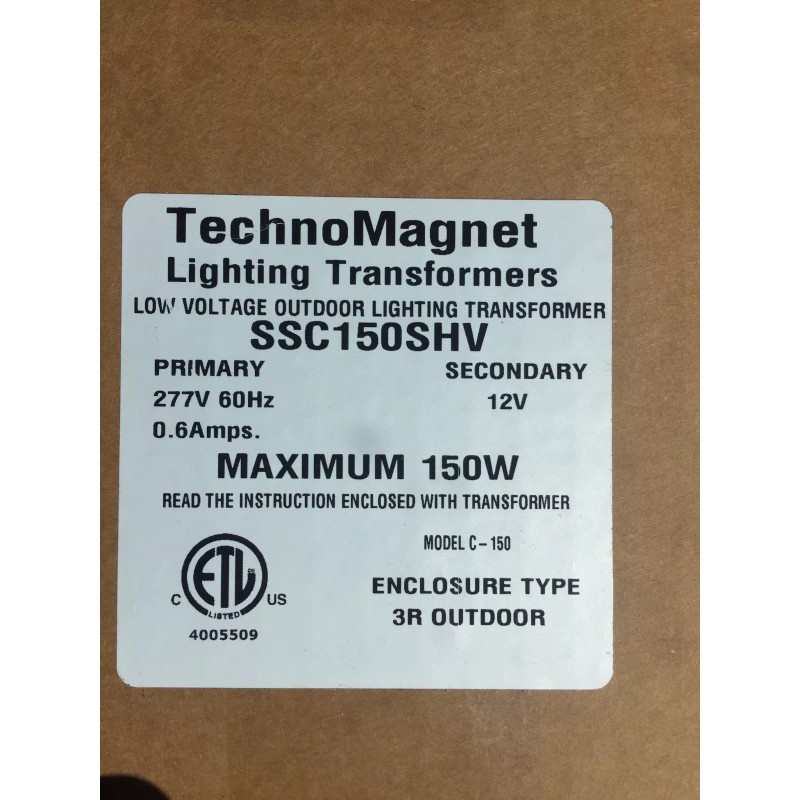 TechnoMagnet
Lighting Transformers
LOW VOLTAGE OUTDOOR LIGHTING TRANSFORMER
SSC150SHV
PRIMARY SECONDARY
277V 60Hz 12V
0.6Amps.
MAXIMUM 150W
READ THE INSTRUCTION ENCLOSED WITH TRANSFORMER
MODEL C-150
ETL
C US
LISTED
4005509
ENCLOSURE TYPE
3R OUTDOOR